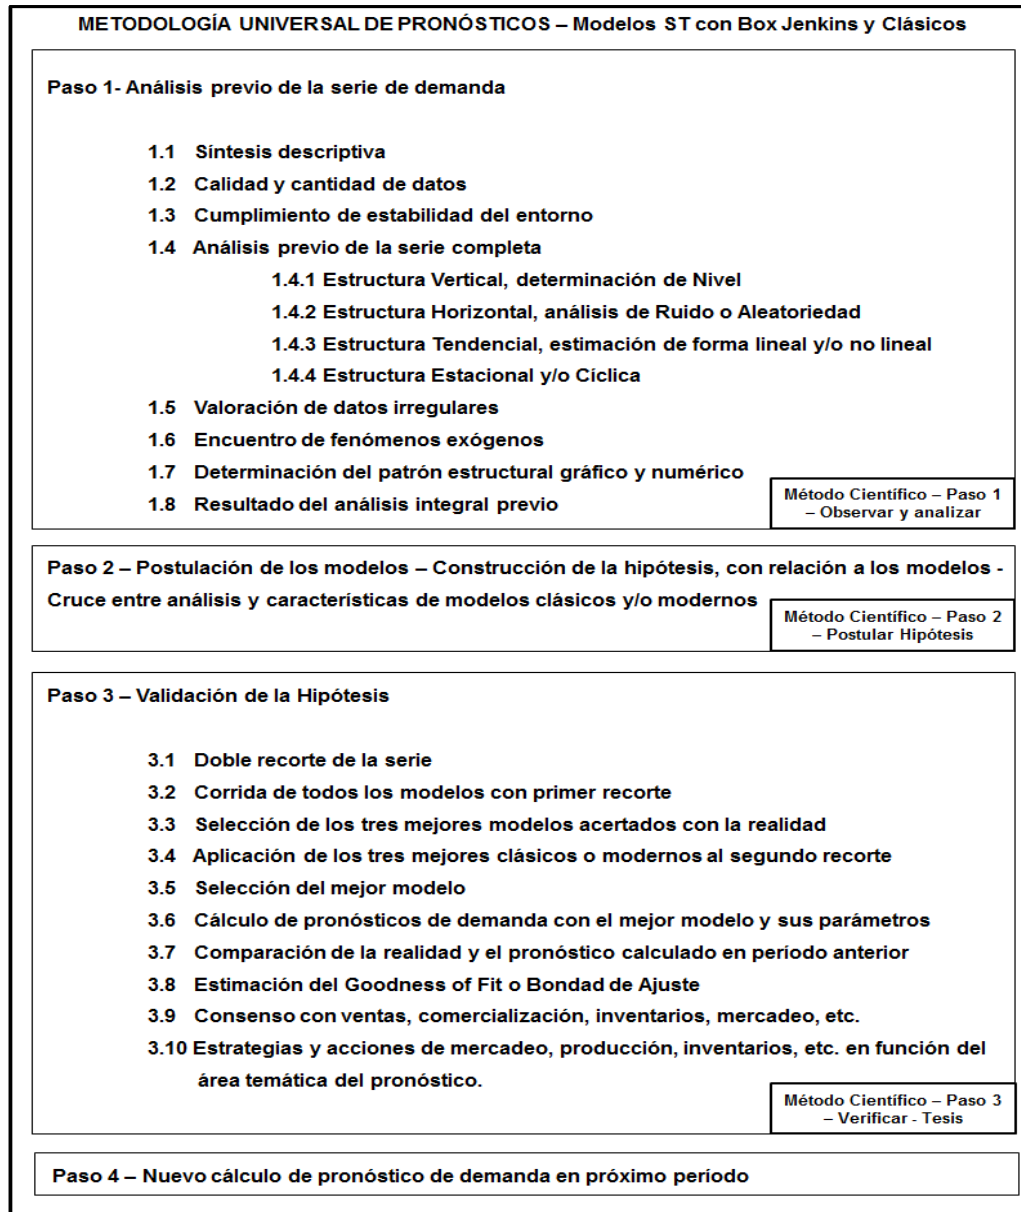 METODOLOGÍA UNIVERSAL DE PRONÓSTICOS – Modelos ST con Box Jenkins y Clásicos
Paso 1- Análisis previo de la serie de demanda
1.1 Síntesis descriptiva
1.2 Calidad y cantidad de datos
1.3 Cumplimiento de estabilidad del entorno
1.4 Análisis previo de la serie completa
1.4.1 Estructura Vertical, determinación de Nivel
1.4.2 Estructura Horizontal, análisis de Ruido o Aleatoriedad
1.4.3 Estructura Tendencial, estimación de forma lineal y/o no lineal
1.4.4 Estructura Estacional y/o Cíclica
1.5 Valoración de datos irregulares
1.6 Encuentro de fenómenos exógenos
1.7 Determinación del patrón estructural gráfico y numérico
1.8 Resultado del análisis integral previo
Método Científico – Paso 1
– Observar y analizar
Paso 2 – Postulación de los modelos – Construcción de la hipótesis, con relación a los modelos -
Cruce entre análisis y características de modelos clásicos y/o modernos
Método Científico – Paso 2
– Postular Hipótesis
Paso 3 – Validación de la Hipótesis
3.1 Doble recorte de la serie
3.2 Corrida de todos los modelos con primer recorte
3.3 Selección de los tres mejores modelos acertados con la realidad
3.4 Aplicación de los tres mejores clásicos o modernos al segundo recorte
3.5 Selección del mejor modelo
3.6 Cálculo de pronósticos de demanda con el mejor modelo y sus parámetros
3.7 Comparación de la realidad y el pronóstico calculado en período anterior
3.8 Estimación del Goodness of Fit o Bondad de Ajuste
3.9 Consenso con ventas, comercialización, inventarios, mercadeo, etc.
3.10 Estrategias y acciones de mercadeo, producción, inventarios, etc. en función del
área temática del pronóstico.
Método Científico – Paso 3
– Verificar - Tesis
Paso 4 – Nuevo cálculo de pronóstico de demanda en próximo período